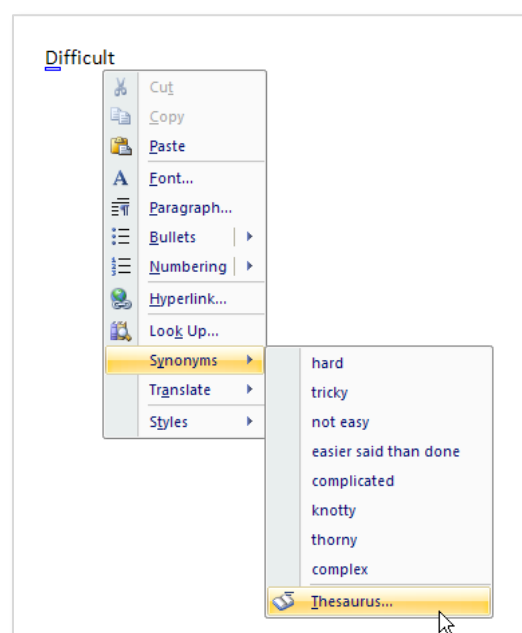 Difficult
Cut
Copy
Paste
Font...
Paragraph...
Bullets
Numbering
Hyperlink...
Look Up...
Synonyms
Translate
Styles
hard
tricky
not easy
easier said than done
complicated
knotty
thorny
complex
Thesaurus...